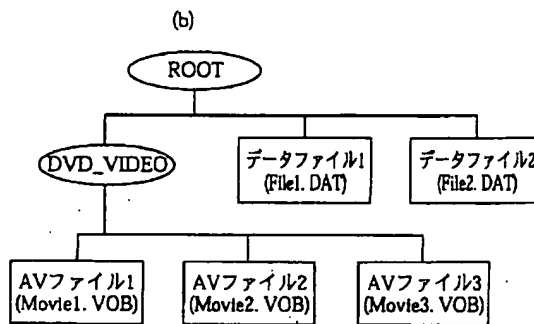 (b)
ROOT
DVD_VIDEO
データファイル1
(File1. DAT)
データファイル2
(File2. DAT)
AVファイル1
(Movie1. VOB)
AVファイル2
(Movie2. VOB)
AVファイル3
(Movie3. VOB)